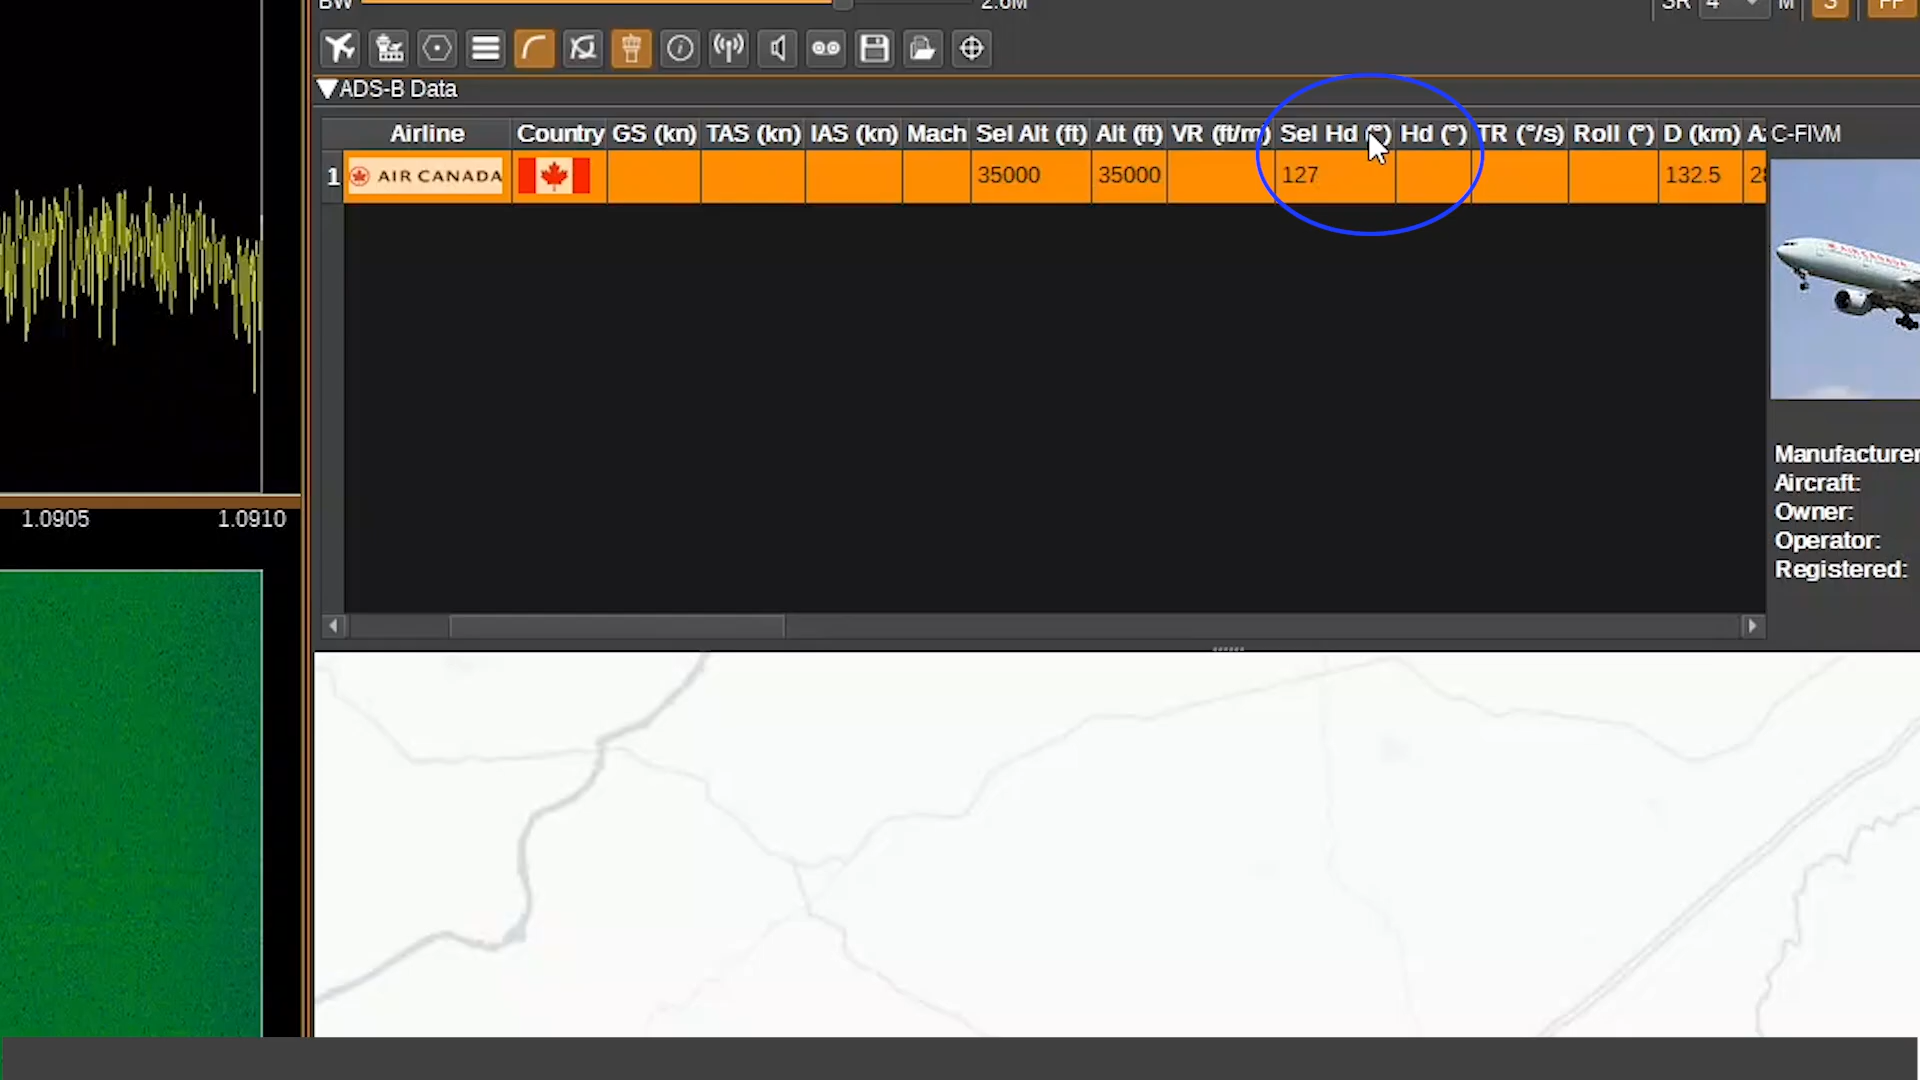 BW 2.6M SR 4 M S FF
ADS-B Data
Airline Country GS (kn) TAS (kn) IAS (kn) Mach Sel Alt (ft) Alt (ft) VR (ft/m) Sel Hd (°) Hd (°) TR (°/s) Roll (°) D (km) C-FIVM
1 AIR CANADA 35000 35000 127 132.5
Manufacturer
Aircraft:
Owner:
Operator:
Registered:
1.0905 1.0910